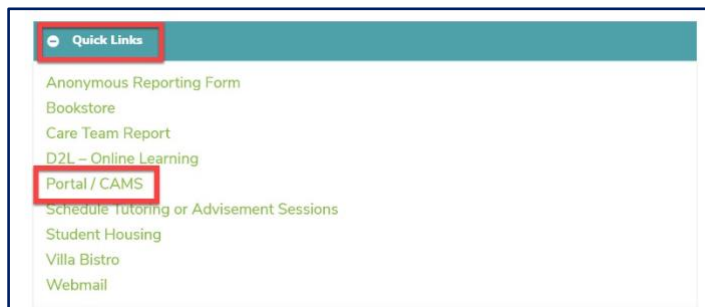 Quick Links
Anonymous Reporting Form
Bookstore
Care Team Report
D2L – Online Learning
Portal / CAMS
Schedule Tutoring or Advisement Sessions
Student Housing
Villa Bistro
Webmail